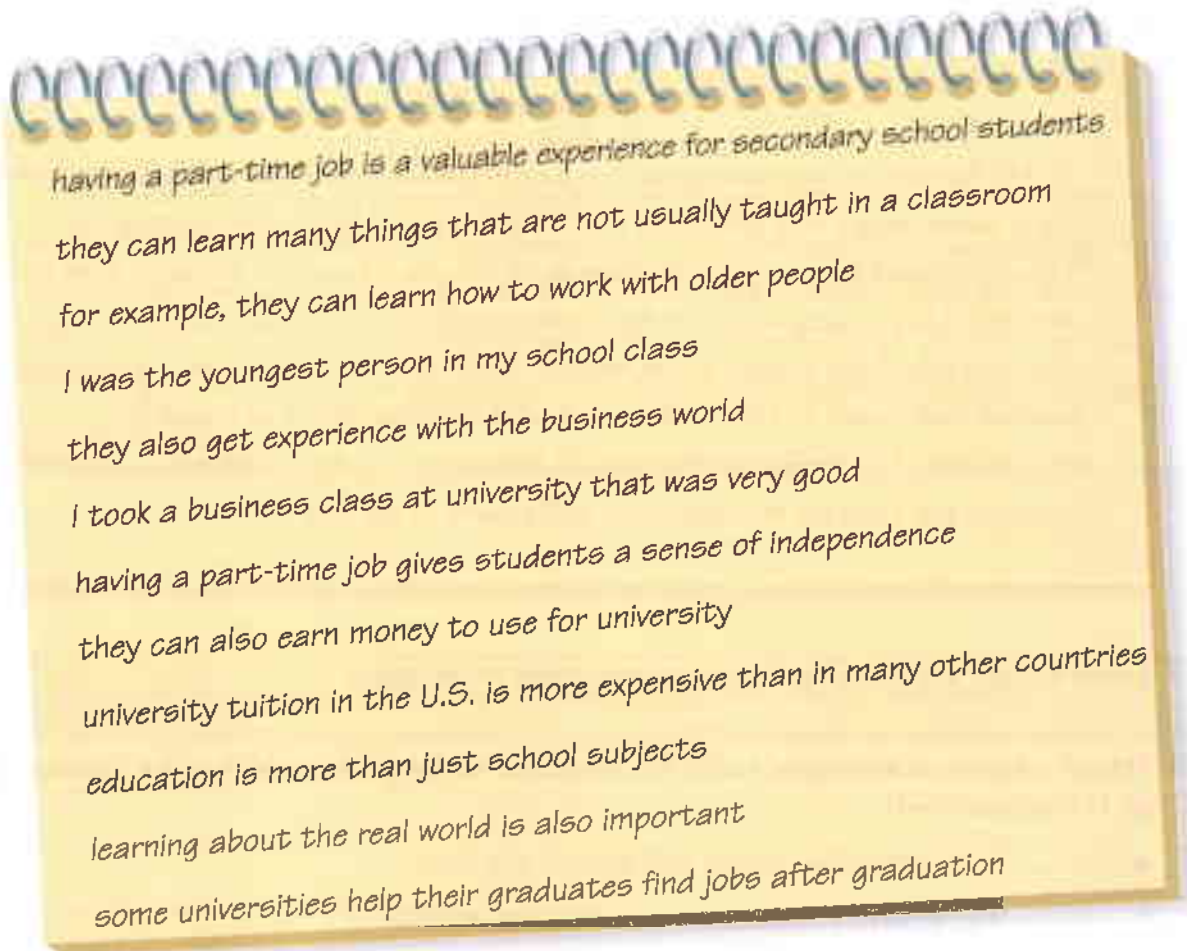 having a part-time job is a valuable experience for secondary school students
they can learn many things that are not usually taught in a classroom
for example, they can learn how to work with older people
I was the youngest person in my school class
they also get experience with the business world
I took a business class at university that was very good
having a part-time job gives students a sense of independence
they can also earn money to use for university
university tuition in the U.S. is more expensive than in many other countries
education is more than just school subjects
learning about the real world is also important
some universities help their graduates find jobs after graduation